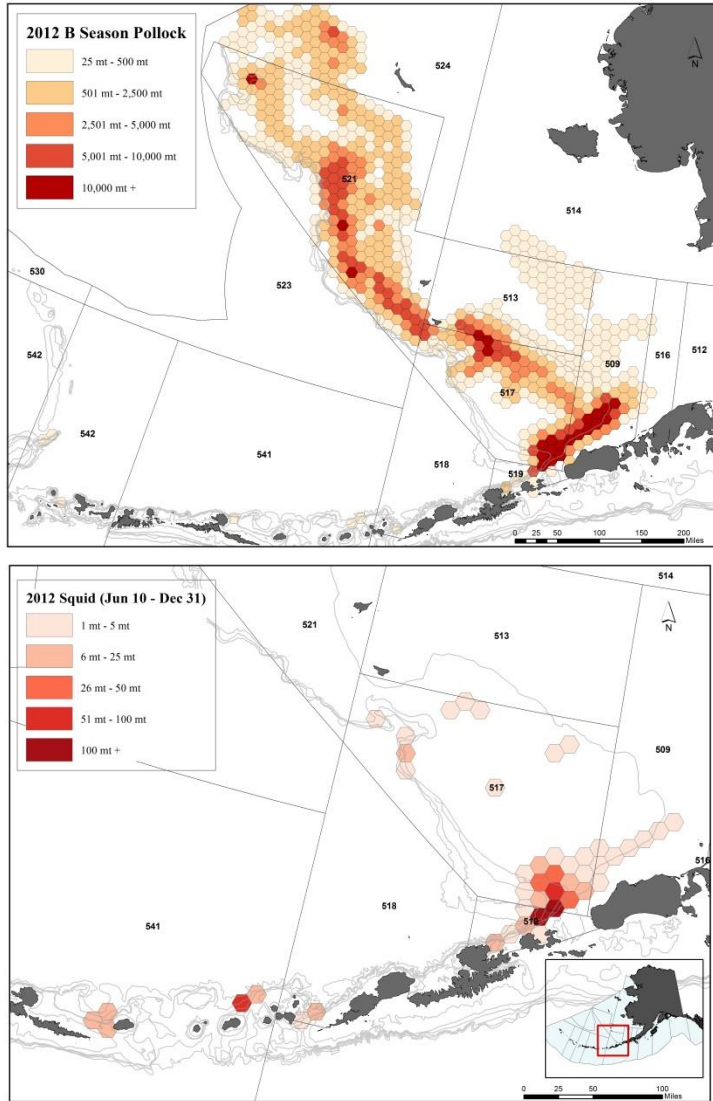 2012 B Season Pollock
25 mt - 500 mt
501 mt - 2,500 mt
2,501 mt - 5,000 mt
5,001 mt - 10,000 mt
10,000 mt +
524
N
521
514
530
523
513
542
509
516
512
517
542
541
518
519
0 25 50 100 150 200
Miles
2012 Squid (Jun 10 - Dec 31)
1 mt - 5 mt
6 mt - 25 mt
26 mt - 50 mt
51 mt - 100 mt
100 mt +
514
521
513
N
509
517
516
518
519
541
0 25 50 100
Miles